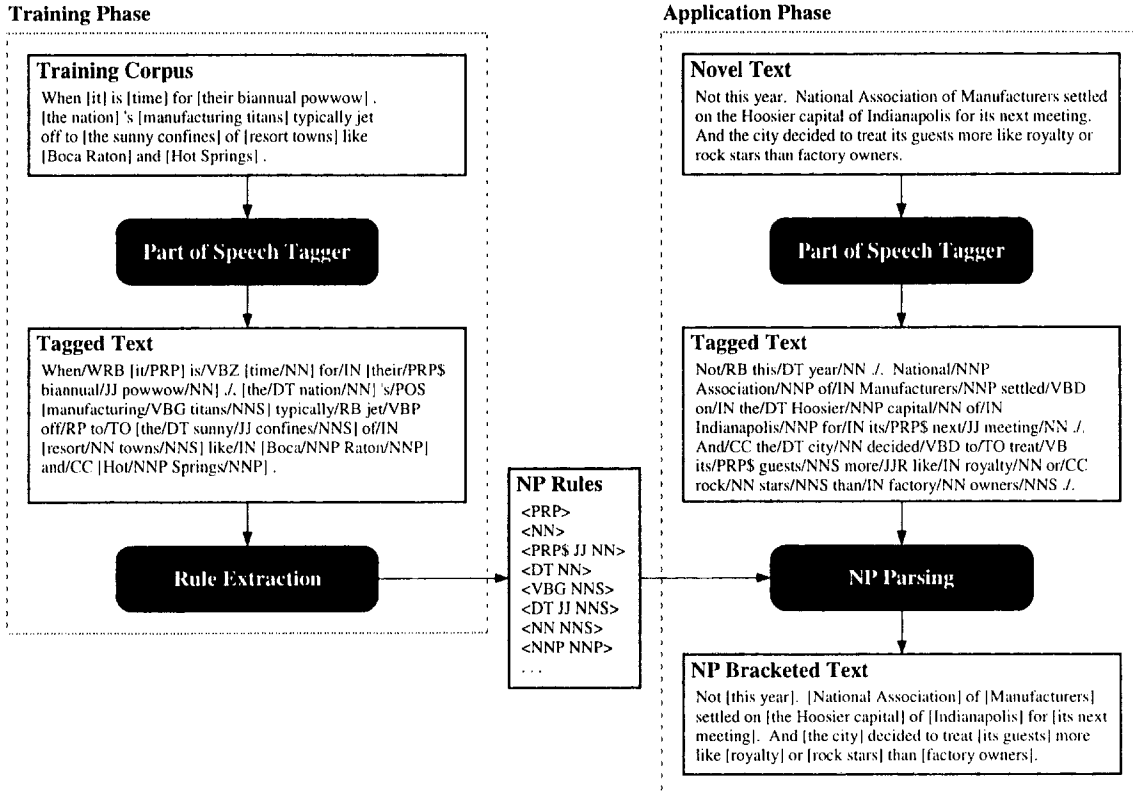 Training Phase
Training Corpus
When [it] is [time] for [their biannual powwow] .
[the nation] 's [manufacturing titans] typically jet
off to [the sunny confines] of [resort towns] like
[Boca Raton] and [Hot Springs] .
Part of Speech Tagger
Tagged Text
When/WRB [it/PRP] is/VBZ [time/NN] for/IN [their/PRP$
biannual/JJ powwow/NN] ./. [the/DT nation/NN] 's/POS
[manufacturing/VBG titans/NNS] typically/RB jet/VBP
off/RP to/TO [the/DT sunny/JJ confines/NNS] of/IN
[resort/NN towns/NNS] like/IN [Boca/NNP Raton/NNP]
and/CC [Hot/NNP Springs/NNP] .
Rule Extraction
NP Rules
<PRP>
<NN>
<PRP$ JJ NN>
<DT NN>
<VBG NNS>
<DT JJ NNS>
<NN NNS>
<NNP NNP>
. . .
Application Phase
Novel Text
Not this year. National Association of Manufacturers settled
on the Hoosier capital of Indianapolis for its next meeting.
And the city decided to treat its guests more like royalty or
rock stars than factory owners.
Part of Speech Tagger
Tagged Text
Not/RB this/DT year/NN ./. National/NNP
Association/NNP of/IN Manufacturers/NNP settled/VBD
on/IN the/DT Hoosier/NNP capital/NN of/IN
Indianapolis/NNP for/IN its/PRP$ next/JJ meeting/NN ./.
And/CC the/DT city/NN decided/VBD to/TO treat/VB
its/PRP$ guests/NNS more/JJR like/IN royalty/NN or/CC
rock/NN stars/NNS than/IN factory/NN owners/NNS ./.
NP Parsing
NP Bracketed Text
Not [this year]. [National Association] of [Manufacturers]
settled on [the Hoosier capital] of [Indianapolis] for [its next
meeting]. And [the city] decided to treat [its guests] more
like [royalty] or [rock stars] than [factory owners].